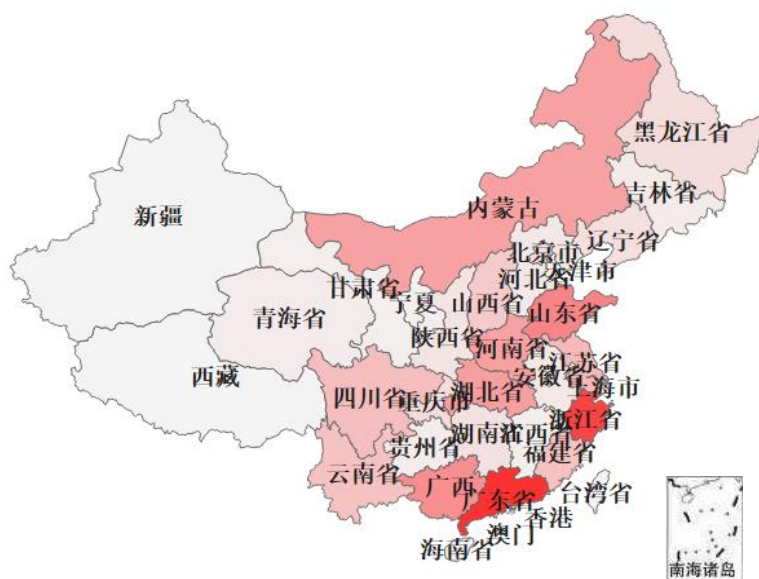 黑龙江省
吉林省
新疆
内蒙古
辽宁省
北京市
天津市
河北省
甘肃省
宁夏
山西省
山东省
青海省
陕西省
河南省
江苏省
西藏
安徽省
上海市
四川省
重庆市
湖北省
浙江省
贵州省
湖南省
江西省
福建省
云南省
广西
广东省
台湾省
香港
澳门
海南省
南海诸岛